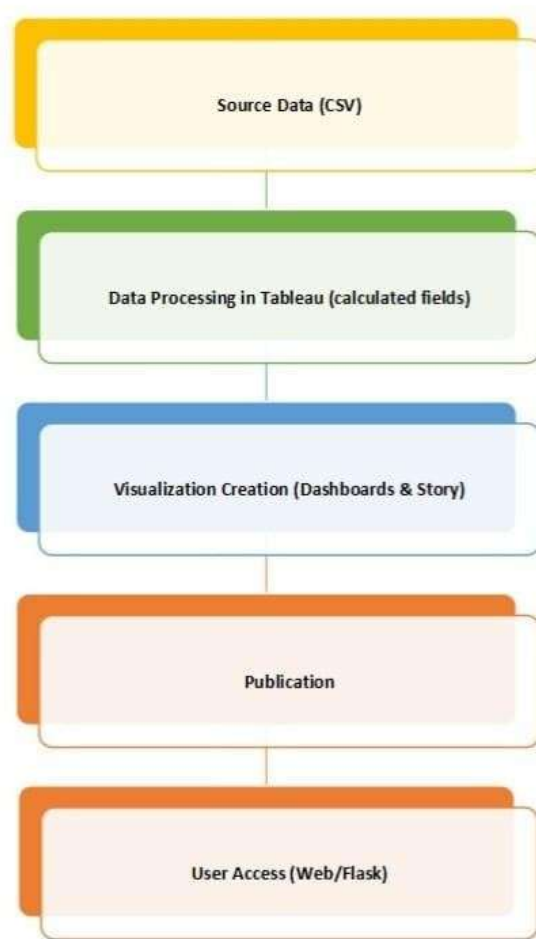 Source Data (CSV)
Data Processing in Tableau (calculated fields)
Visualization Creation (Dashboards & Story)
Publication
User Access (Web/Flask)